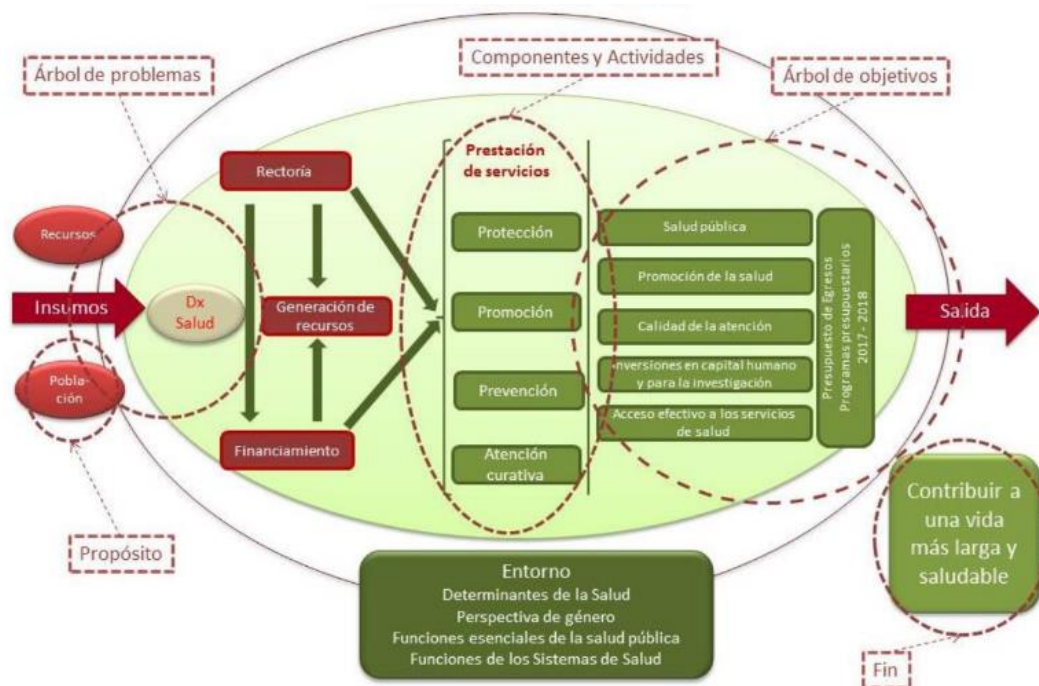 Componentes y Actividades
Árbol de problemas
Árbol de objetivos
Prestación
de servicios
Rectoría
Recursos
Protección
Salud pública
Promoción de la salud
Insumos
Dx
Salud
Generación de
recursos
Promoción
Calidad de la atención
Presupuesto de Egresos
Programas presupuestarios
2017 - 2018
Salida
Pobla-
ción
Prevención
Inversiones en capital humano
y para la investigación
Financiamiento
Acceso efectivo a los servicios
de salud
Atención
curativa
Propósito
Contribuir a
una vida
más larga y
saludable
Entorno
Determinantes de la Salud
Perspectiva de género
Funciones esenciales de la salud pública
Funciones de los Sistemas de Salud
Fin